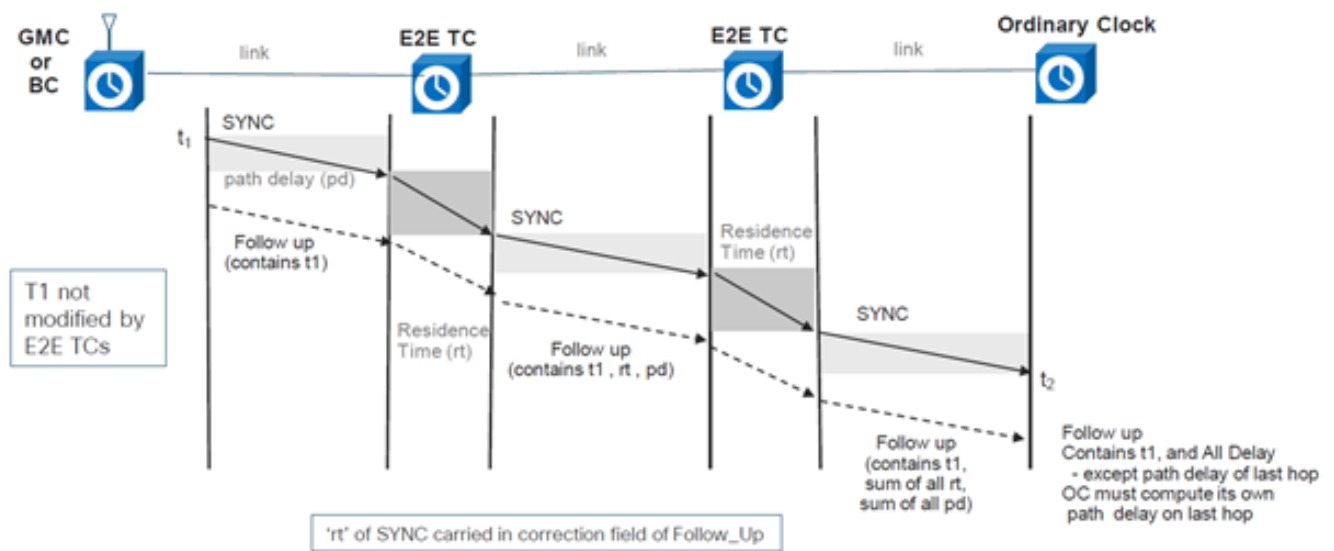 GMC
or
BC
link
E2E TC
link
E2E TC
link
Ordinary Clock
t1
SYNC
path delay (pd)
Follow up
(contains t1)
T1 not
modified by
E2E TCs
Residence
Time (rt)
SYNC
Follow up
(contains t1 , rt , pd)
Residence
Time (rt)
SYNC
t2
Follow up
(contains t1,
sum of all rt,
sum of all pd)
Follow up
Contains t1, and All Delay
- except path delay of last hop
OC must compute its own
path delay on last hop
'rt' of SYNC carried in correction field of Follow_Up